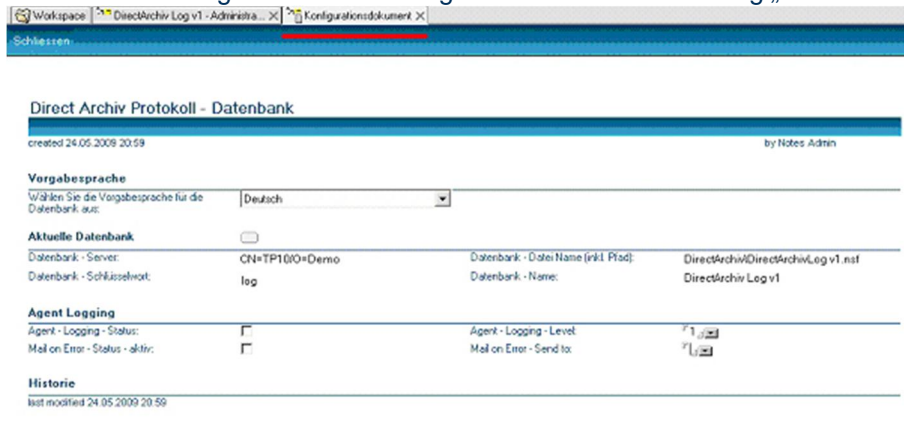 Workspace DirectArchiv Log v1 - Administra... Konfigurationsdokument
Schliessen
Direct Archiv Protokoll - Datenbank
created 24.05.2009 20:59 by Notes Admin
Vorgabesprache
Wählen Sie die Vorgabesprache für die
Datenbank aus: Deutsch
Aktuelle Datenbank
Datenbank - Server: CN=TP10/O=Demo Datenbank - Datei Name (inkl. Pfad): DirectArchiv\DirectArchivLog v1.nsf
Datenbank - Schlüsselwort: log Datenbank - Name: DirectArchiv Log v1
Agent Logging
Agent - Logging - Status: Agent - Logging - Level: 1
Mail on Error - Status - aktiv: Mail on Error - Send to:
Historie
last modified 24.05.2009 20:59